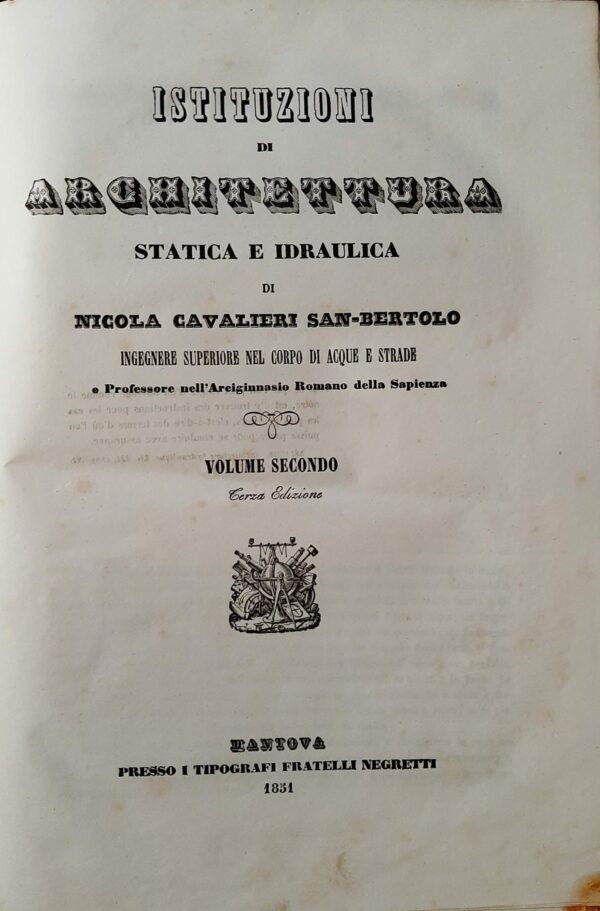 ISTITUZIONI
DI
ARCHITETTURA
STATICA E IDRAULICA
DI
NICOLA CAVALIERI SAN-BERTOLO
INGEGNERE SUPERIORE NEL CORPO DI ACQUE E STRADE
e Professore nell'Arciginnasio Romano della Sapienza
VOLUME SECONDO
Terza Edizione
MANTOVA
PRESSO I TIPOGRAFI FRATELLI NEGRETTI
1851